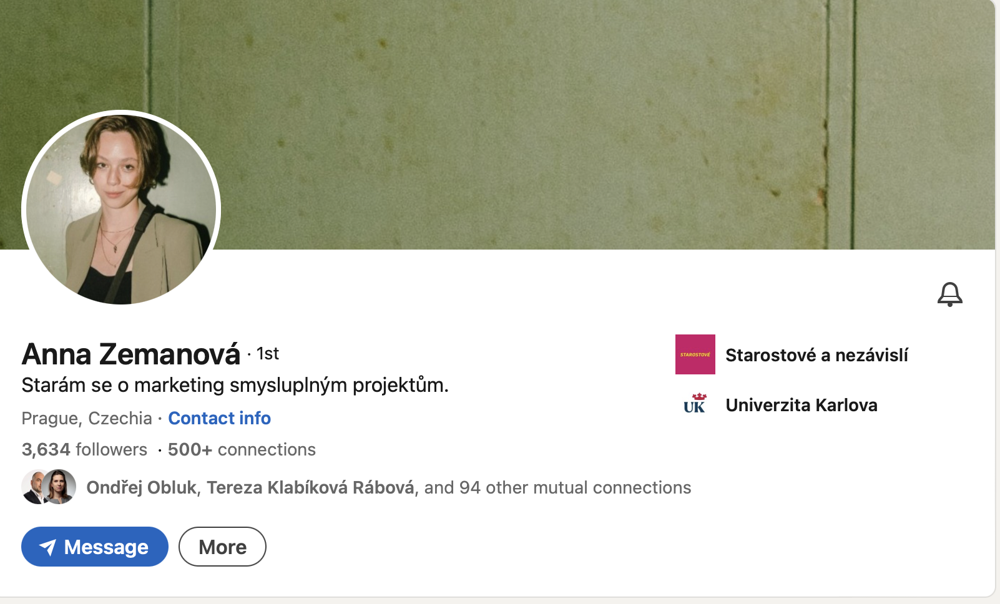 Anna Zemanová · 1st
Starám se o marketing smysluplným projektům.
Prague, Czechia · Contact info
3,634 followers · 500+ connections
Ondřej Obluk, Tereza Klabíková Rábová, and 94 other mutual connections
Message
More
STAROSTOVÉ
Starostové a nezávislí
UK
Univerzita Karlova